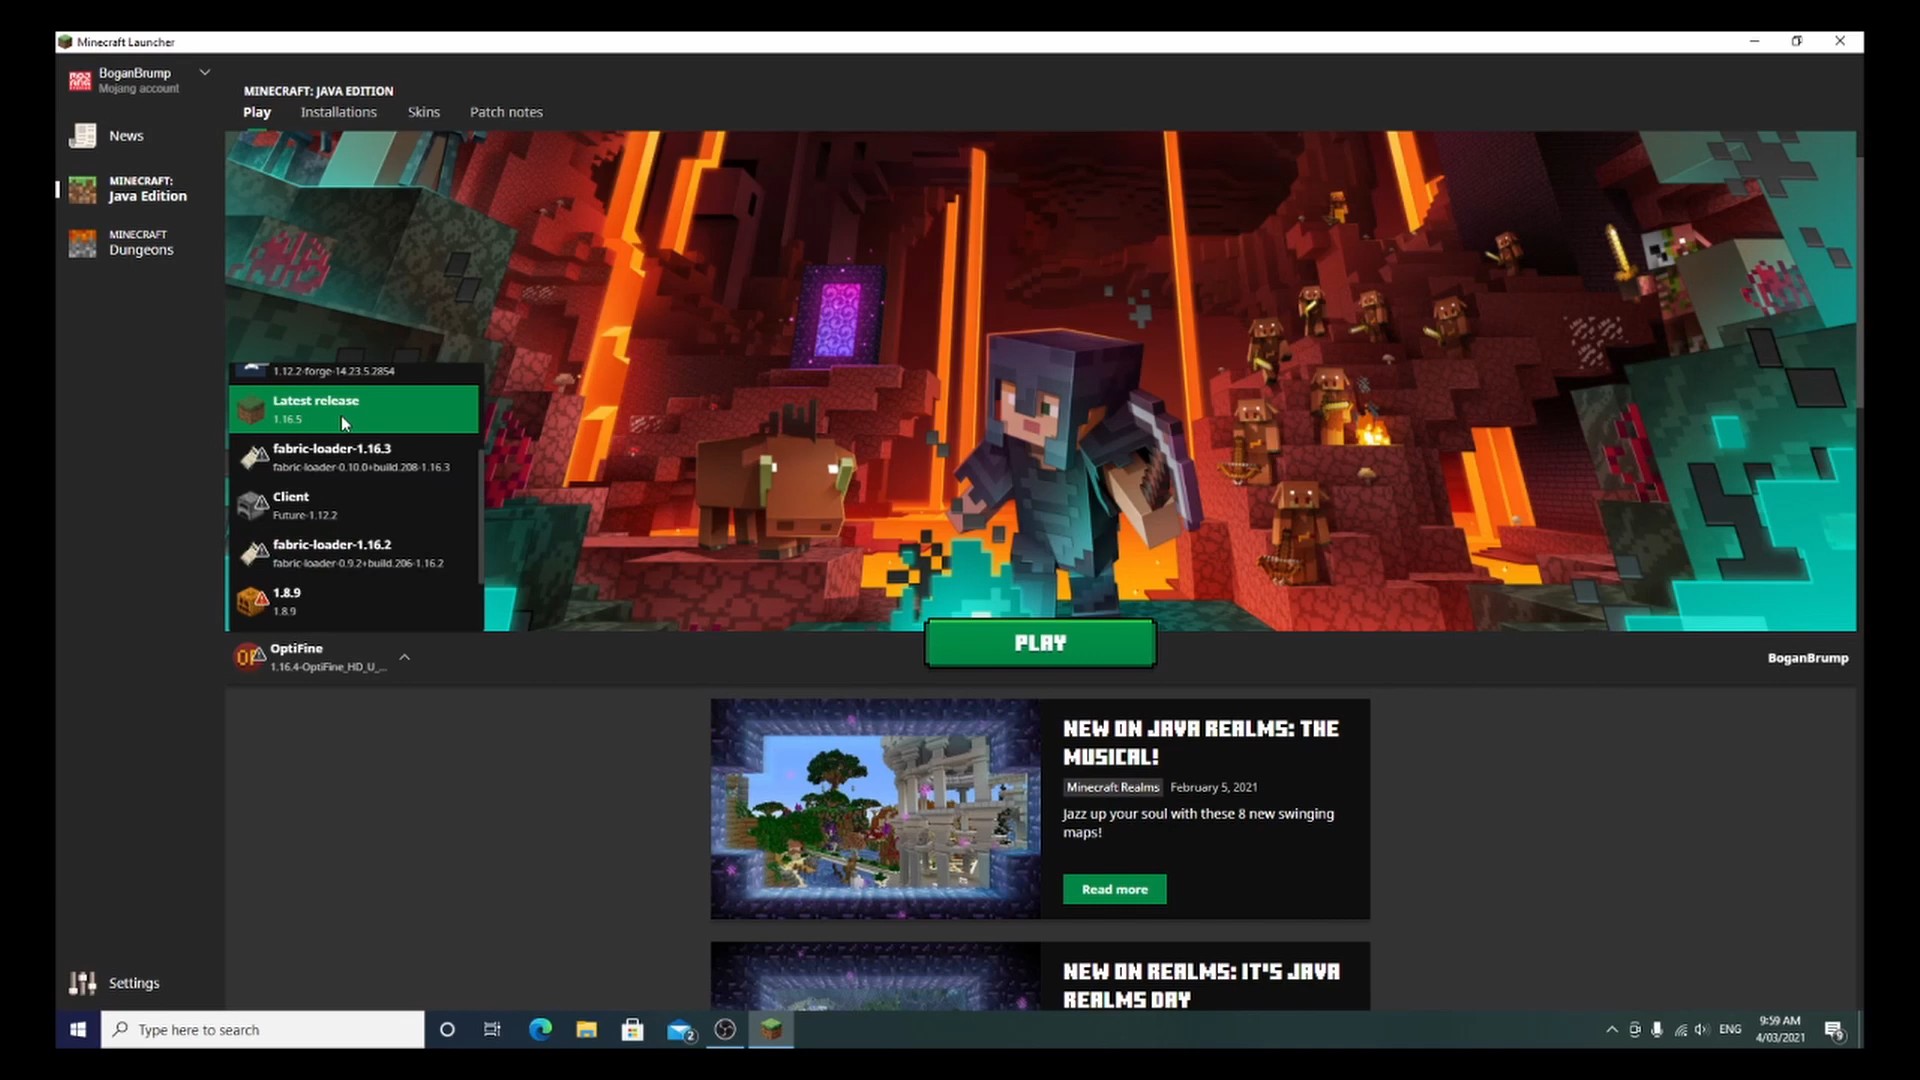 Minecraft Launcher
BoganBrump
Mojang account
News
MINECRAFT:
Java Edition
MINECRAFT
Dungeons
Settings
MINECRAFT: JAVA EDITION
Play Installations Skins Patch notes
1.12.2-forge-14.23.5.2854
Latest release
1.16.5
fabric-loader-1.16.3
fabric-loader-0.10.0+build.208-1.16.3
Client
Future-1.12.2
fabric-loader-1.16.2
fabric-loader-0.9.2+build.206-1.16.2
1.8.9
1.8.9
OptiFine
1.16.4-OptiFine_HD_U_...
PLAY
BoganBrump
NEW ON JAVA REALMS: THE
MUSICAL!
Minecraft Realms February 5, 2021
Jazz up your soul with these 8 new swinging
maps!
Read more
NEW ON REALMS: IT'S JAVA
REALMS DAY
Type here to search
2
ENG
9:59 AM
4/03/2021
9